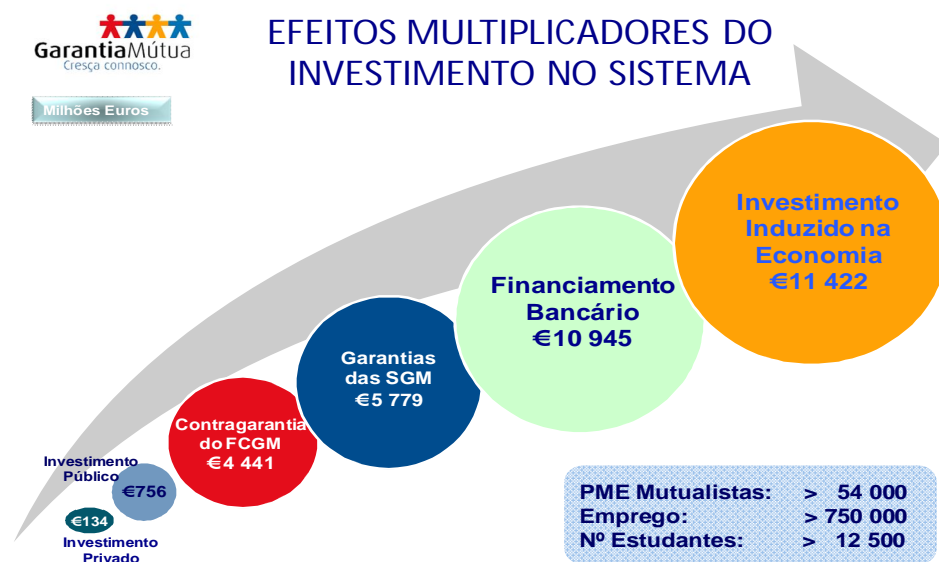 GarantiaMútua
Cresça connosco.
EFEITOS MULTIPLICADORES DO
INVESTIMENTO NO SISTEMA
Milhões Euros
Investimento
Induzido na
Economia
€11 422
Financiamento
Bancário
€10 945
Garantias
das SGM
€5 779
Contragarantia
do FCGM
€4 441
Investimento
Público
€756
€134
Investimento
Privado
PME Mutualistas: > 54 000
Emprego: > 750 000
Nº Estudantes: > 12 500